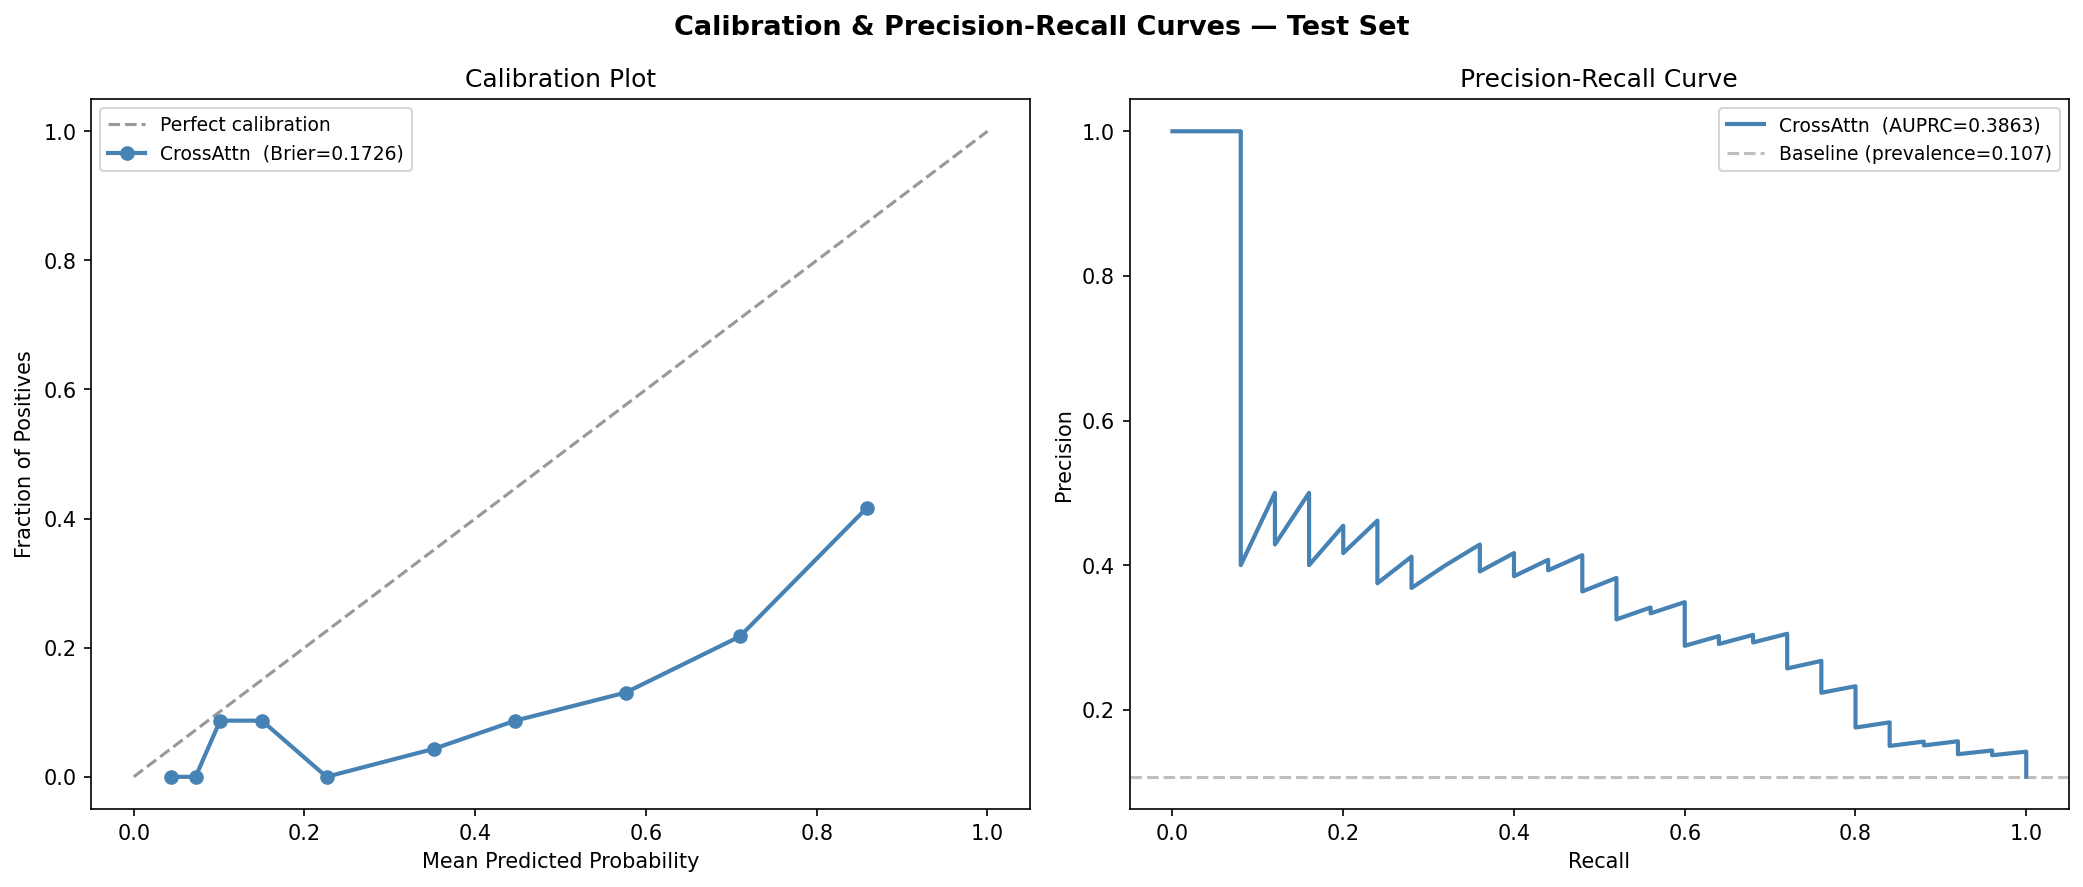 Calibration & Precision-Recall Curves — Test Set
Calibration Plot
Perfect calibration
CrossAttn (Brier=0.1726)
1.0
0.8
0.6
0.4
0.2
0.0
Fraction of Positives
0.0 0.2 0.4 0.6 0.8 1.0
Mean Predicted Probability
Precision-Recall Curve
CrossAttn (AUPRC=0.3863)
Baseline (prevalence=0.107)
1.0
0.8
0.6
0.4
0.2
Precision
0.0 0.2 0.4 0.6 0.8 1.0
Recall